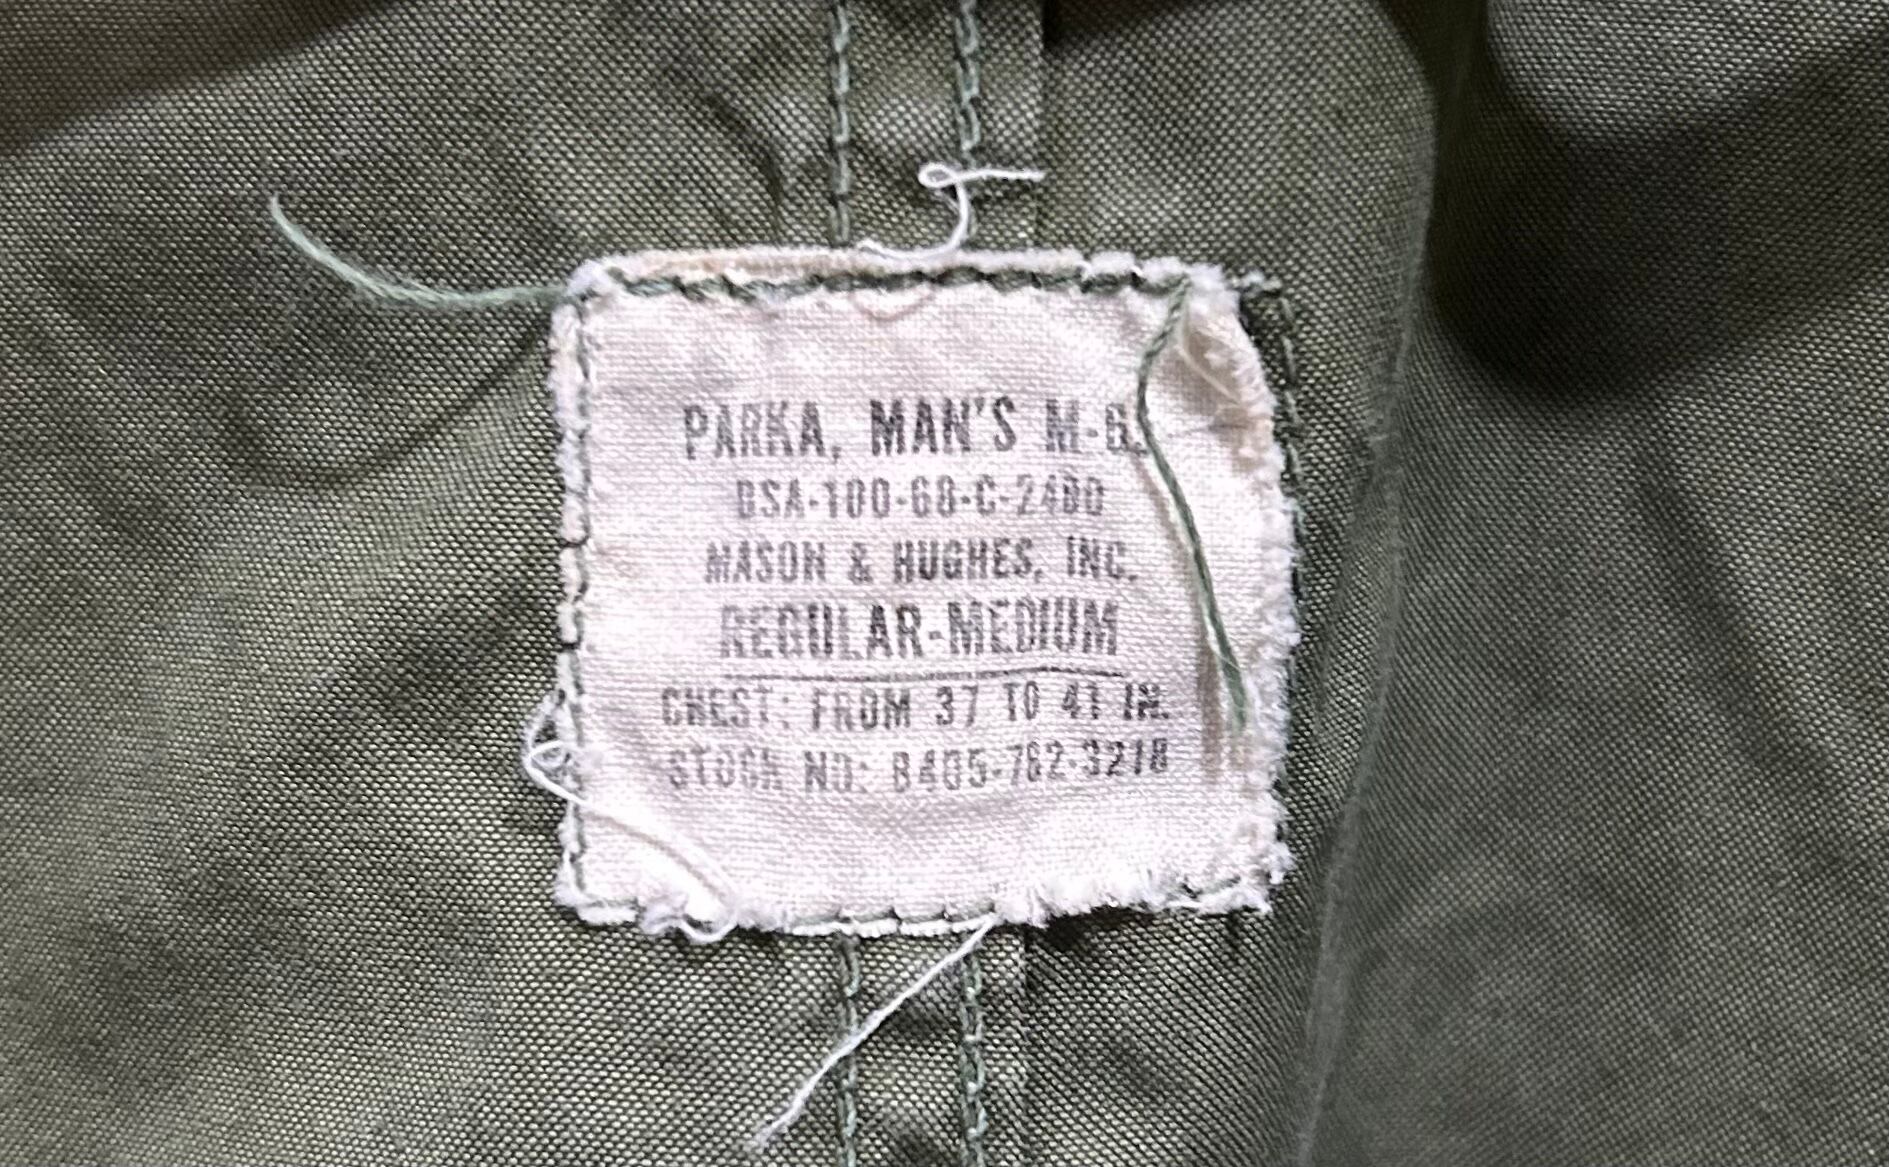 PARKA, MAN'S M-6
DSA-100-68-C-2400
MASON & HUGHES, INC.
REGULAR-MEDIUM
CHEST: FROM 37 TO 41 IN.
STOCK NO: 8405-782-3218